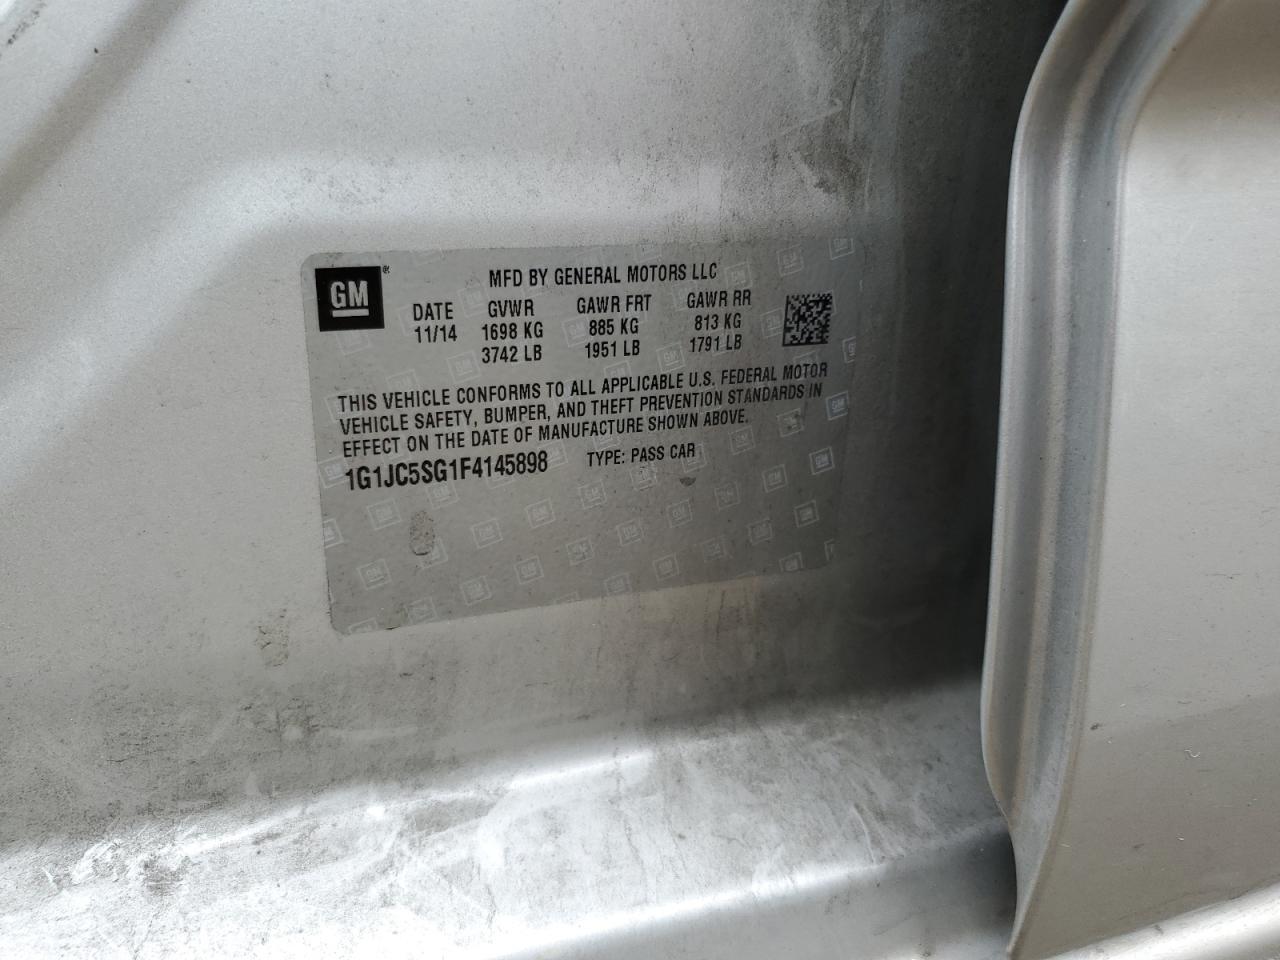 GM
MFD BY GENERAL MOTORS LLC
DATE GVWR GAWR FRT GAWR RR
11/14 1698 KG 885 KG 813 KG
3742 LB 1951 LB 1791 LB
THIS VEHICLE CONFORMS TO ALL APPLICABLE U.S. FEDERAL MOTOR
VEHICLE SAFETY, BUMPER, AND THEFT PREVENTION STANDARDS IN
EFFECT ON THE DATE OF MANUFACTURE SHOWN ABOVE.
1G1JC5SG1F4145898 TYPE: PASS CAR